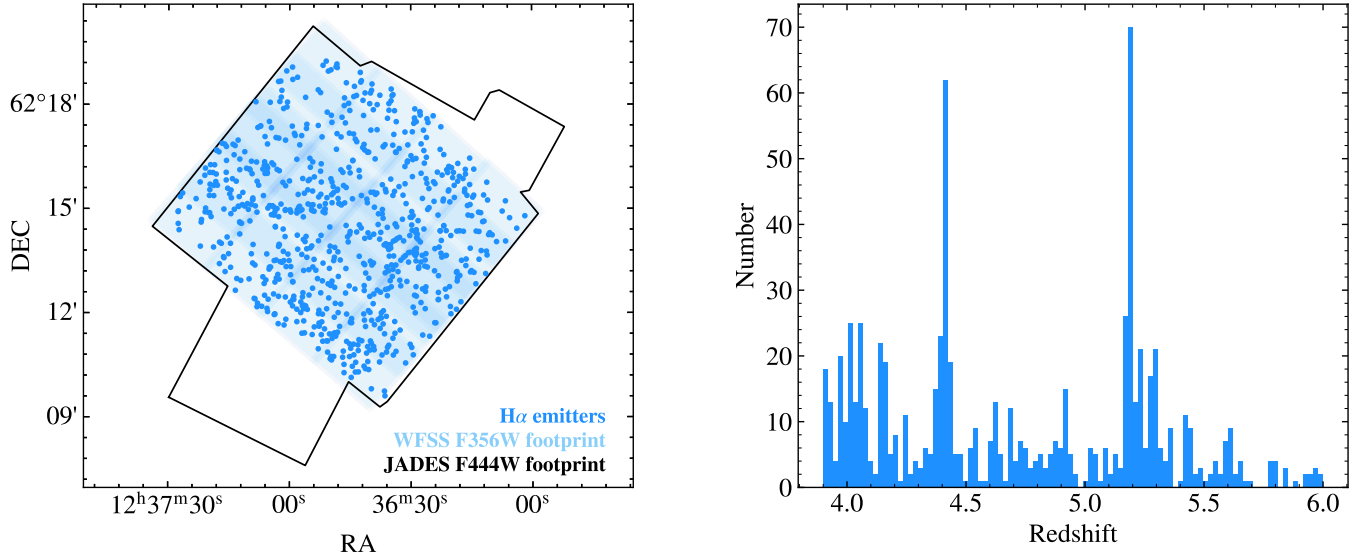 62°18'
15'
12'
09'
DEC
Hα emitters
WFSS F356W footprint
JADES F444W footprint
12ʰ37ᵐ30ˢ 00ˢ 36ᵐ30ˢ 00ˢ
RA
70
60
50
40
30
20
10
0
Number
4.0 4.5 5.0 5.5 6.0
Redshift